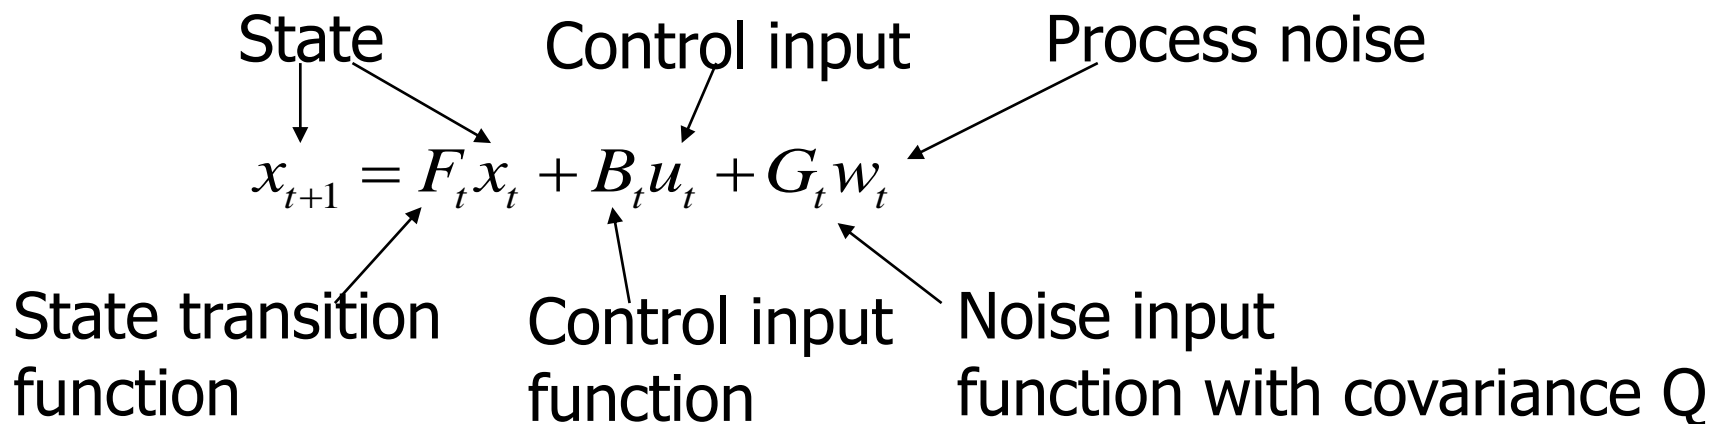 State Control input Process noise
x_{t+1} = F_t x_t + B_t u_t + G_t w_t
State transition
function
Control input
function
Noise input
function with covariance Q